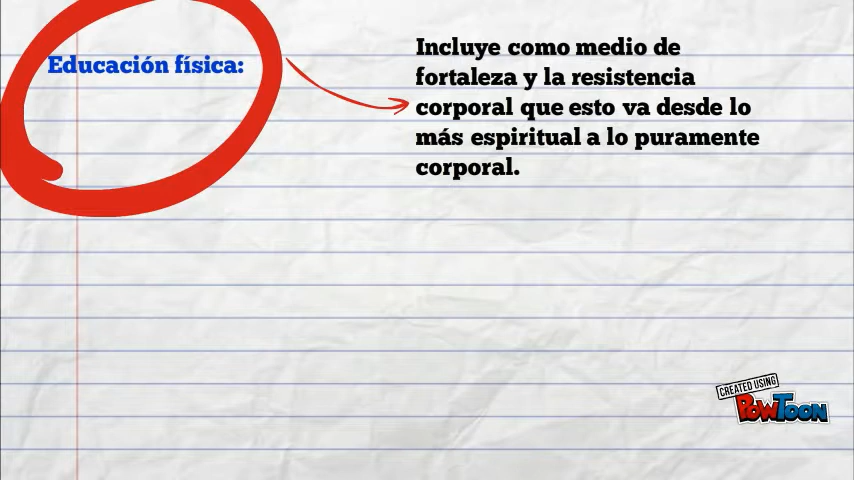 Educación física:
Incluye como medio de
fortaleza y la resistencia
corporal que esto va desde lo
más espiritual a lo puramente
corporal.
CREATED USING
POWTOON